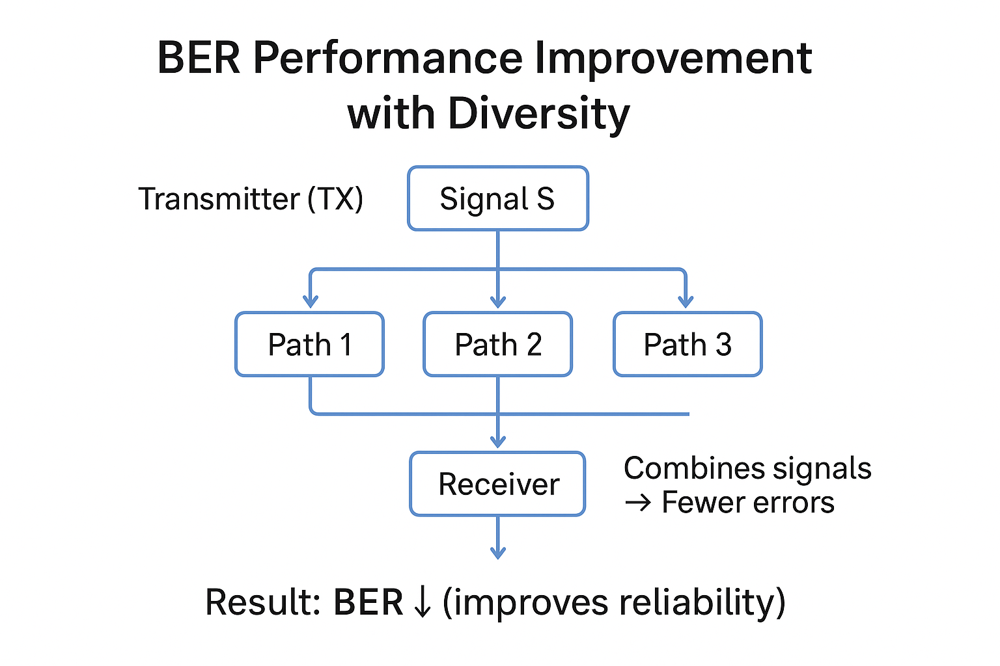 BER Performance Improvement
with Diversity
Transmitter (TX)
Signal S
Path 1
Path 2
Path 3
Receiver
Combines signals
→ Fewer errors
Result: BER ↓ (improves reliability)